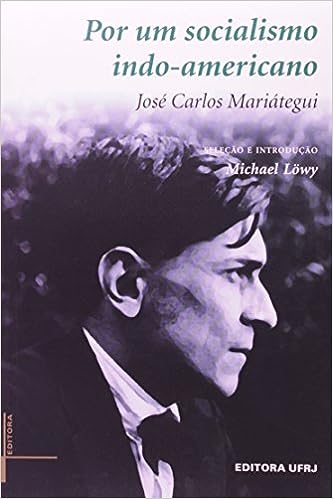 Por um socialismo
indo-americano
José Carlos Mariátegui
SELEÇÃO E INTRODUÇÃO
Michael Löwy
EDITORA
EDITORA UFRJ